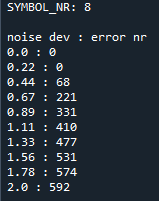 SYMBOL_NR: 8
noise dev : error nr
0.0 : 0
0.22 : 0
0.44 : 68
0.67 : 221
0.89 : 331
1.11 : 410
1.33 : 477
1.56 : 531
1.78 : 574
2.0 : 592